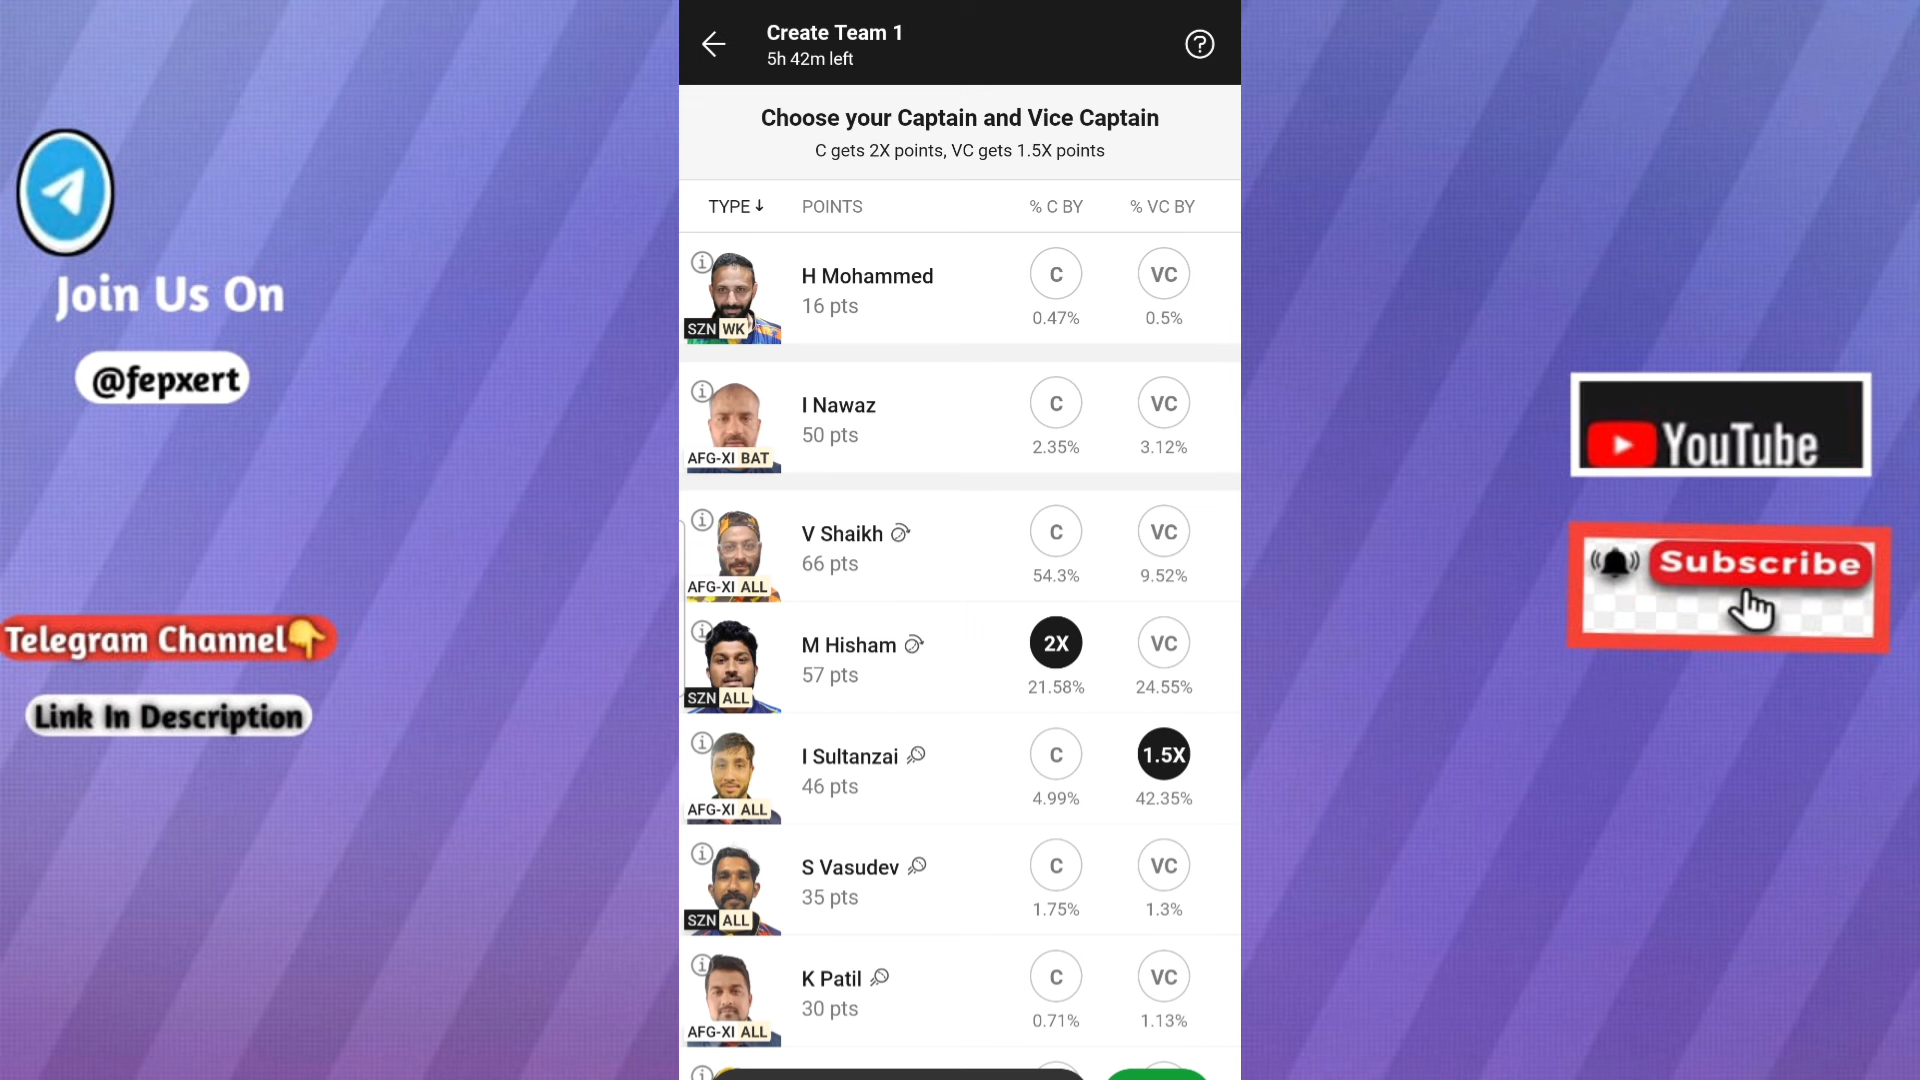 Create Team 1
5h 42m left
Choose your Captain and Vice Captain
C gets 2X points, VC gets 1.5X points
TYPE POINTS % C BY % VC BY
H Mohammed
16 pts
SZN WK
C VC
0.47% 0.5%
I Nawaz
50 pts
AFG-XI BAT
C VC
2.35% 3.12%
V Shaikh
66 pts
AFG-XI ALL
C VC
54.3% 9.52%
M Hisham
57 pts
SZN ALL
2X VC
21.58% 24.55%
I Sultanzai
46 pts
AFG-XI ALL
C 1.5X
4.99% 42.35%
S Vasudev
35 pts
SZN ALL
C VC
1.75% 1.3%
K Patil
30 pts
AFG-XI ALL
C VC
0.71% 1.13%
Join Us On
@fepxert
Telegram Channel
Link In Description
YouTube
Subscribe